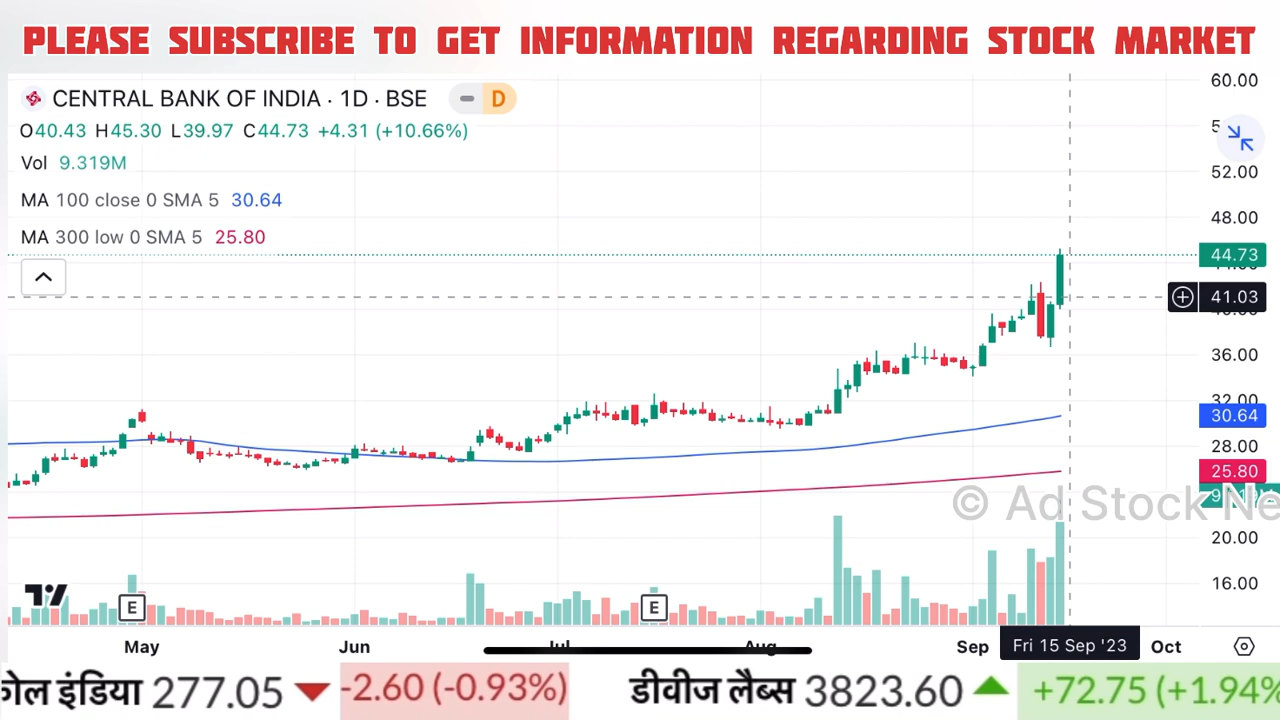 PLEASE SUBSCRIBE TO GET INFORMATION REGARDING STOCK MARKET
CENTRAL BANK OF INDIA · 1D · BSE D
O40.43 H45.30 L39.97 C44.73 +4.31 (+10.66%)
Vol 9.319M
MA 100 close 0 SMA 5 30.64
MA 300 low 0 SMA 5 25.80
60.00
52.00
48.00
44.73
41.03
36.00
32.00
30.64
28.00
25.80
© Ad Stock Ne
20.00
16.00
E E
May Jun Jul Aug Sep Fri 15 Sep '23 Oct
कोल इंडिया 277.05 -2.60 (-0.93%) डीवीज लैब्स 3823.60 +72.75 (+1.94%